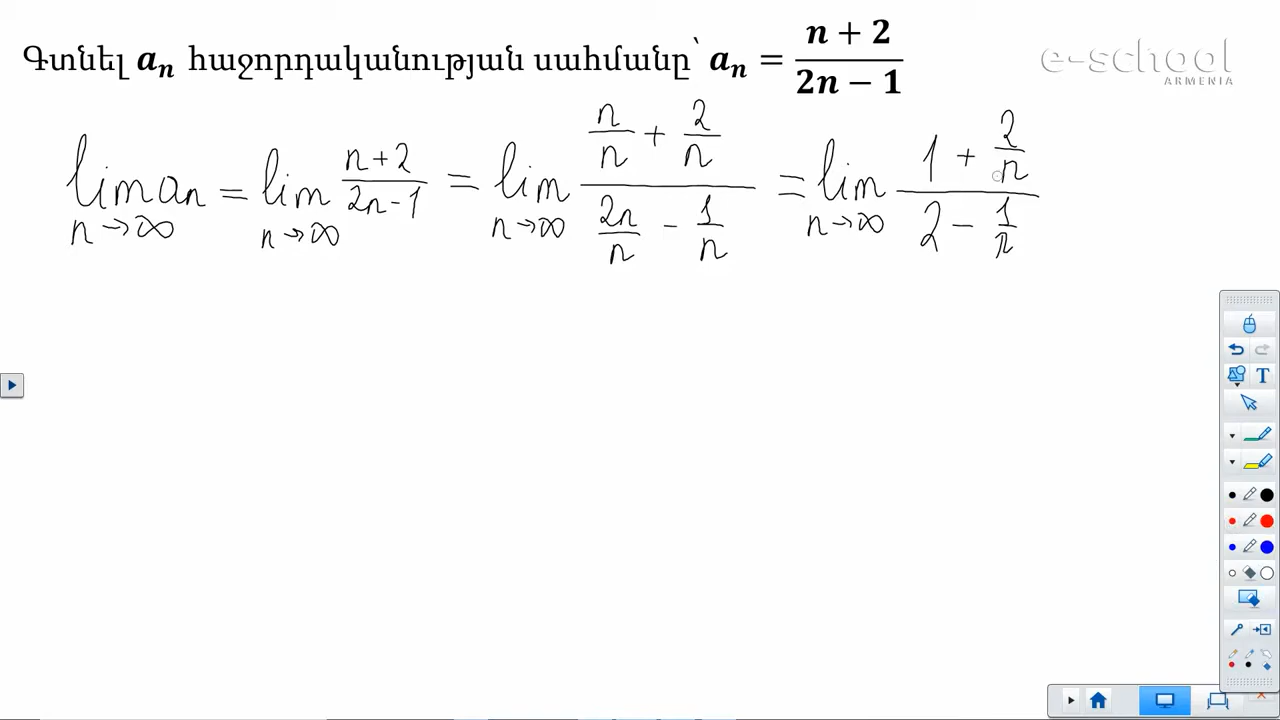 Գտնել aₙ հաջորդականության սահմանը՝ aₙ = (n + 2)/(2n − 1)
e-school
ARMENIA
lim aₙ = lim (n+2)/(2n-1) = lim (n/n + 2/n)/(2n/n - 1/n) = lim (1 + 2/n)/(2 - 1/n)
n→∞ n→∞ n→∞ n→∞
T